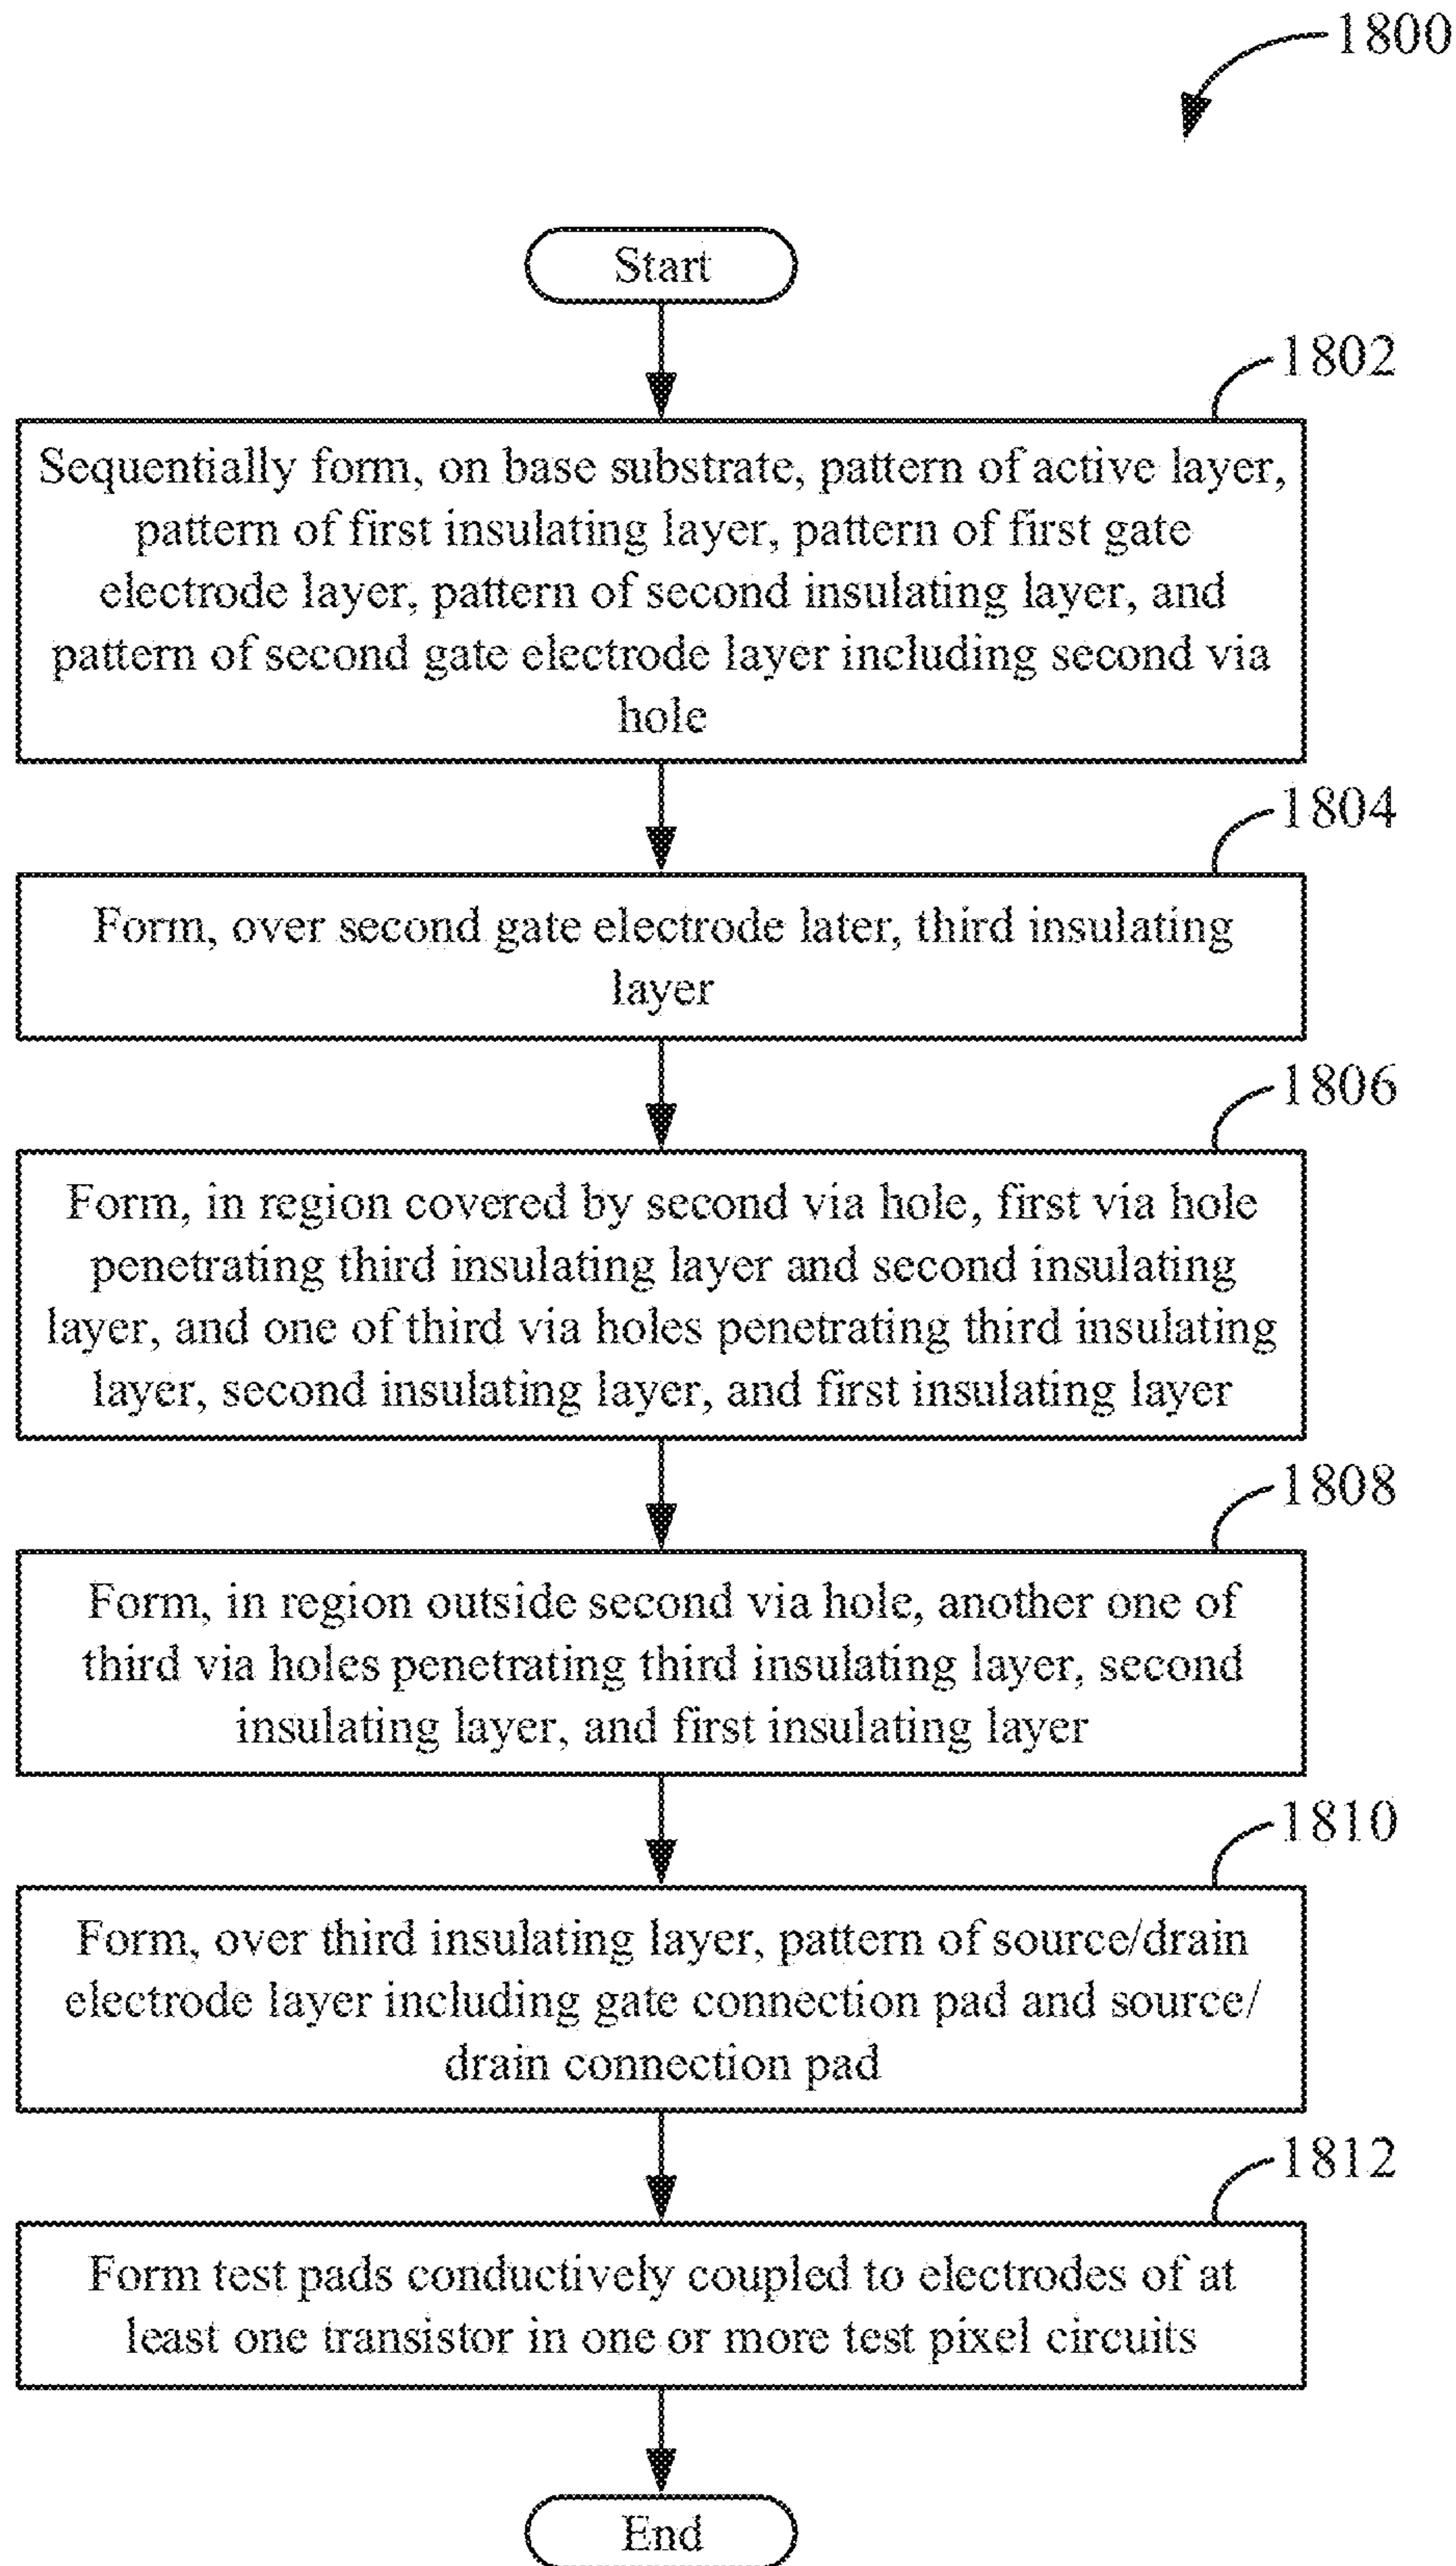 1800
Start
1802
Sequentially form, on base substrate, pattern of active layer,
pattern of first insulating layer, pattern of first gate
electrode layer, pattern of second insulating layer, and
pattern of second gate electrode layer including second via
hole
1804
Form, over second gate electrode later, third insulating
layer
1806
Form, in region covered by second via hole, first via hole
penetrating third insulating layer and second insulating
layer, and one of third via holes penetrating third insulating
layer, second insulating layer, and first insulating layer
1808
Form, in region outside second via hole, another one of
third via holes penetrating third insulating layer, second
insulating layer, and first insulating layer
1810
Form, over third insulating layer, pattern of source/drain
electrode layer including gate connection pad and source/
drain connection pad
1812
Form test pads conductively coupled to electrodes of at
least one transistor in one or more test pixel circuits
End